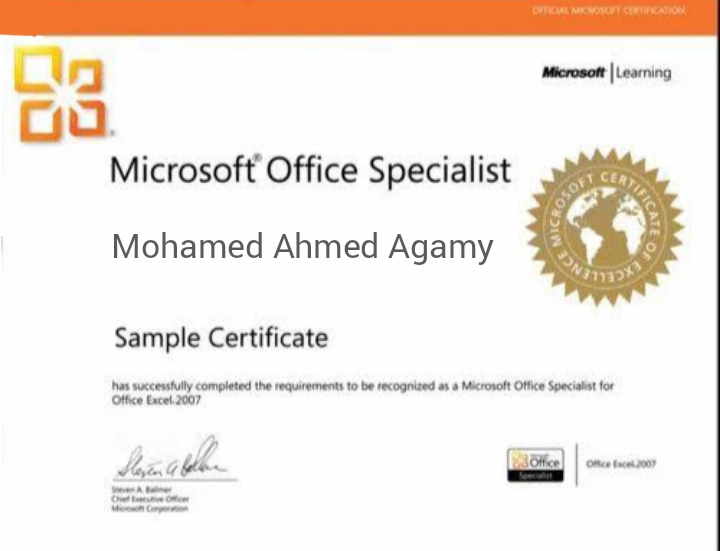 OFFICIAL MICROSOFT CERTIFICATION.
Microsoft | Learning
Microsoft® Office Specialist
MICROSOFT CERTIFICATE OF EXCELLENCE
Mohamed Ahmed Agamy
Sample Certificate
has successfully completed the requirements to be recognized as a Microsoft Office Specialist for
Office Excel® 2007
Steven A. Ballmer
Steven A. Ballmer
Chief Executive Officer
Microsoft Corporation
Microsoft
Office
Specialist
Office Excel® 2007